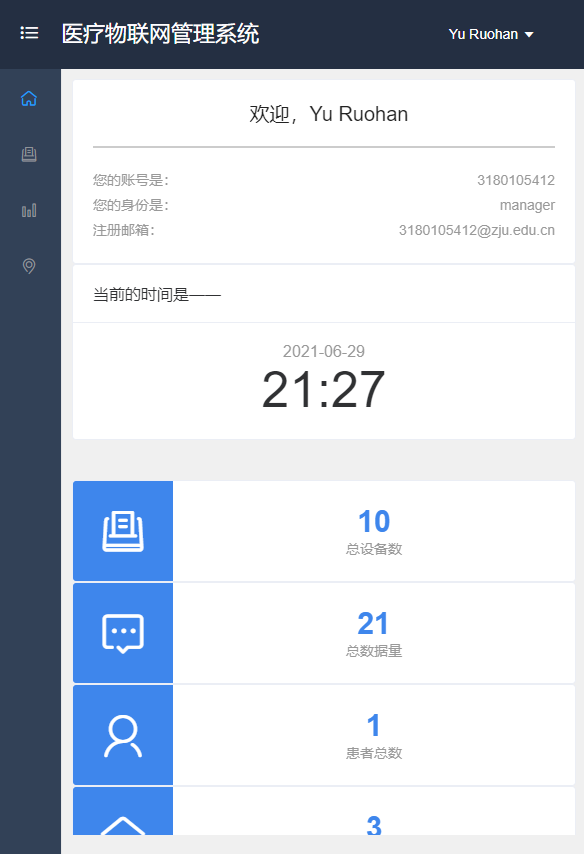 医疗物联网管理系统
Yu Ruohan
欢迎，Yu Ruohan
您的账号是： 3180105412
您的身份是： manager
注册邮箱： 3180105412@zju.edu.cn
当前的时间是——
2021-06-29
21:27
10
总设备数
21
总数据量
1
患者总数
3